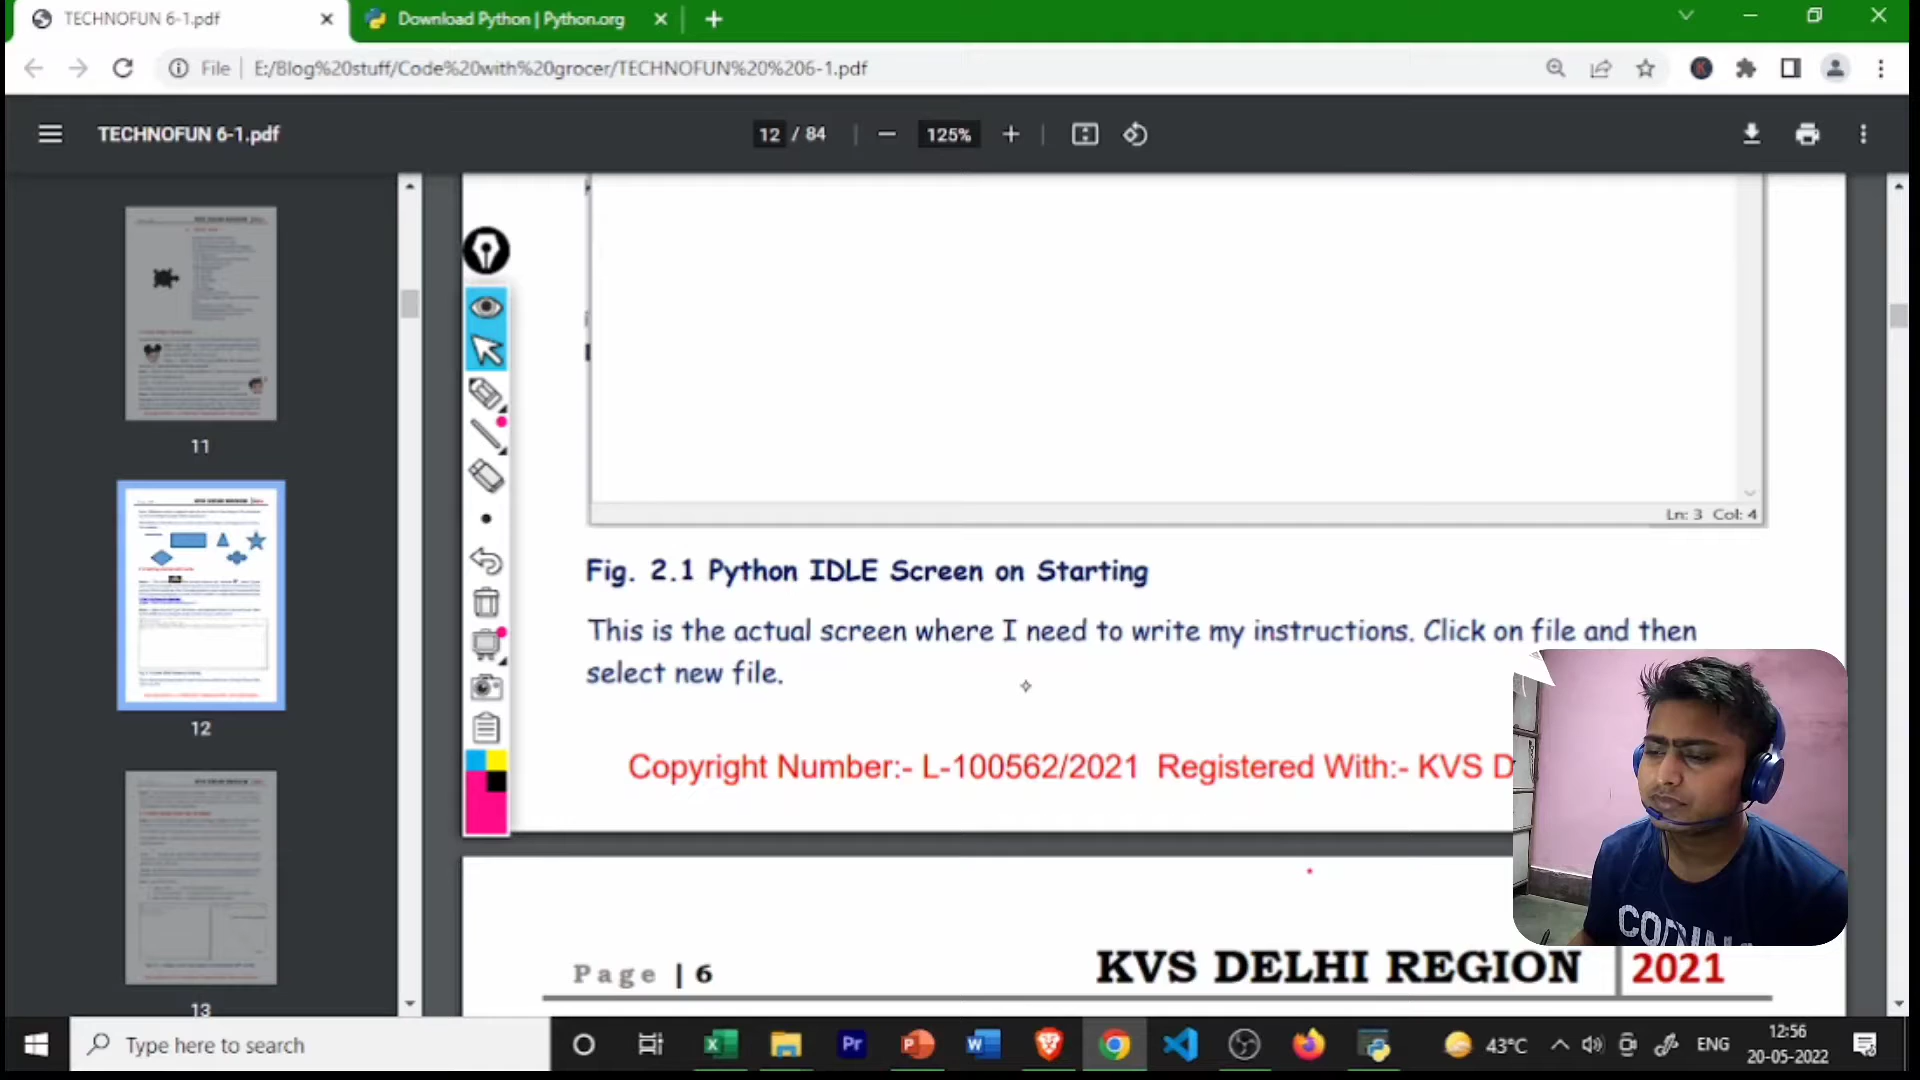 TECHNOFUN 6-1.pdf
Download Python | Python.org
File
E:/Blog%20stuff/Code%20with%20grocer/TECHNOFUN%20%206-1.pdf
TECHNOFUN 6-1.pdf
12 / 84
125%
11
12
13
Ln: 3 Col: 4
Fig. 2.1 Python IDLE Screen on Starting
This is the actual screen where I need to write my instructions. Click on file and then
select new file.
Copyright Number:- L-100562/2021 Registered With:- KVS D
Page | 6
KVS DELHI REGION
2021
Type here to search
Pr
43°C
ENG
12:56
20-05-2022